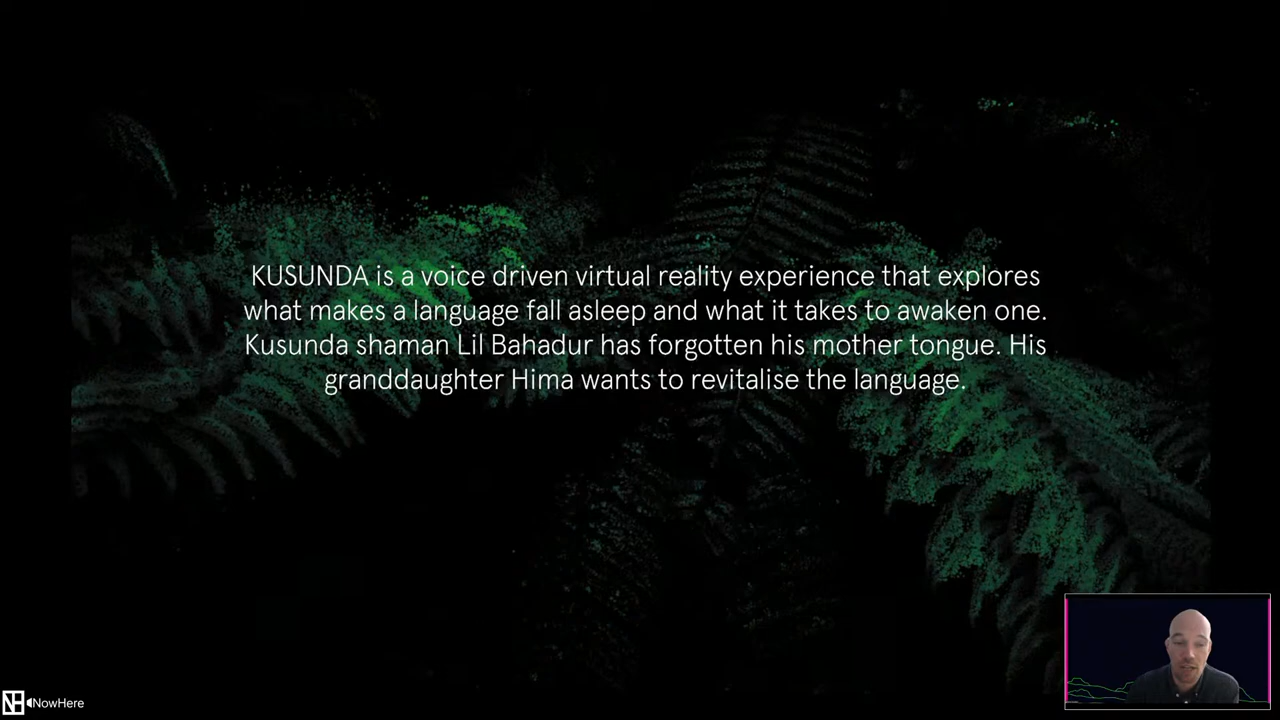 KUSUNDA is a voice driven virtual reality experience that explores
what makes a language fall asleep and what it takes to awaken one.
Kusunda shaman Lil Bahadur has forgotten his mother tongue. His
granddaughter Hima wants to revitalise the language.
NH NowHere